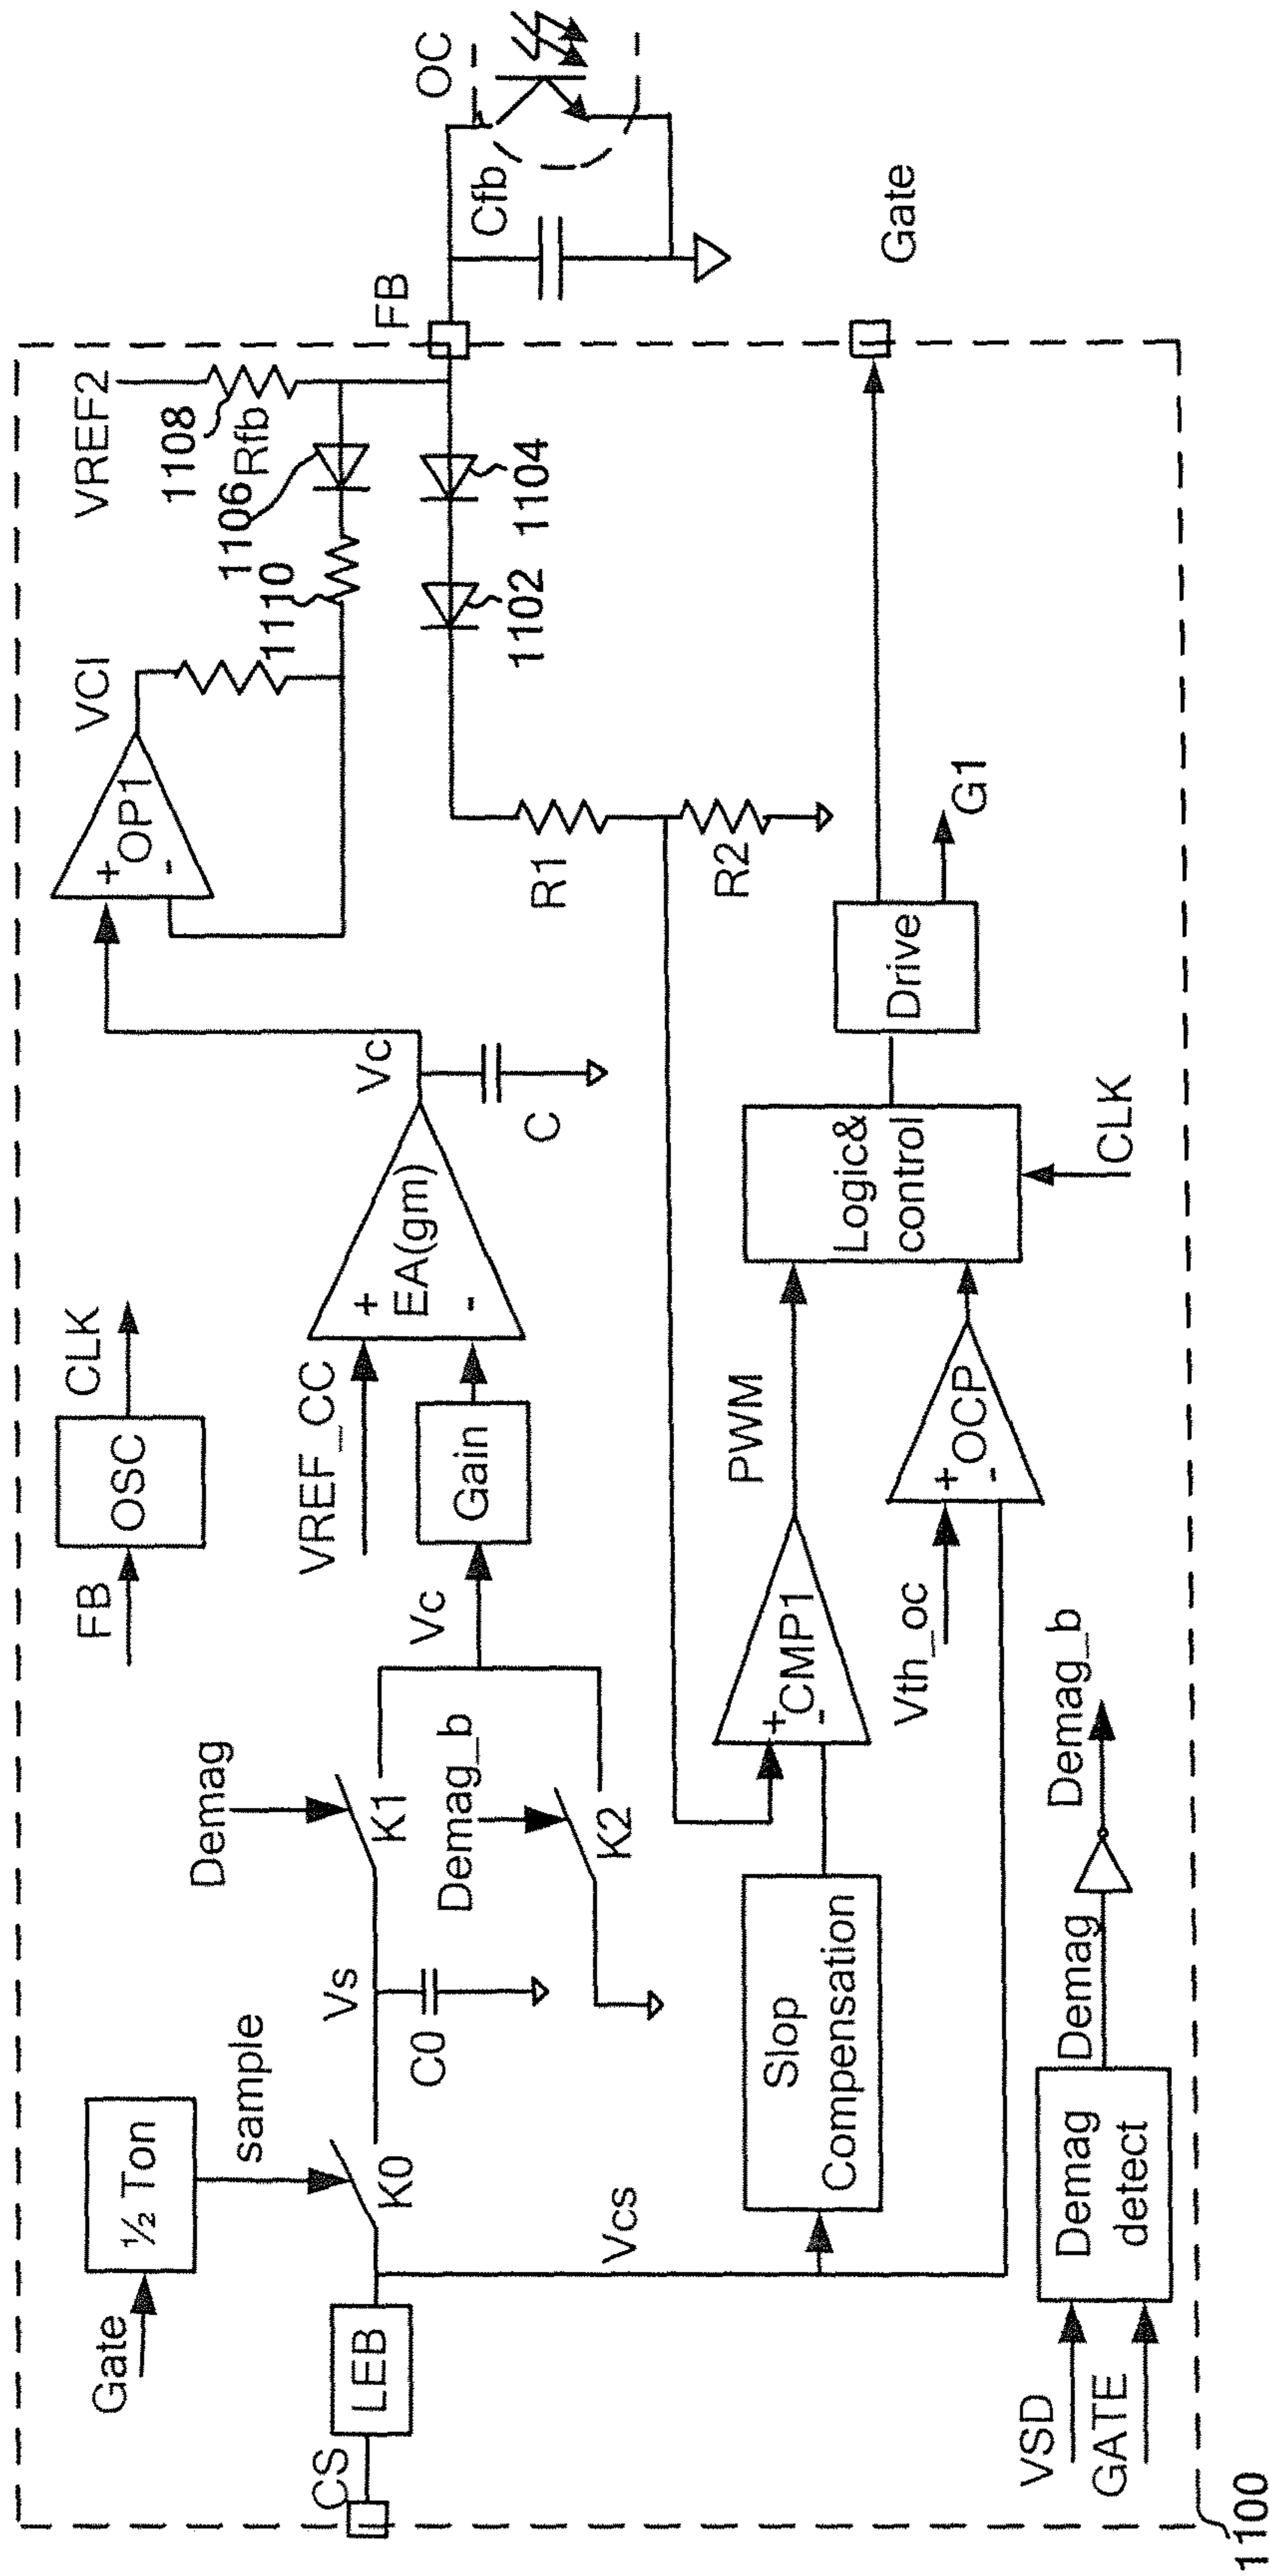 Gate
½ Ton
sample
CS
LEB
K0
Vs
C0
Demag
K1
Demag_b
K2
Vc
Gain
FB
OSC
CLK
VREF_CC
+
-
EA(gm)
Vc
C
+
-
OP1
VCI
VREF2
1108
Rfb
1106
1110
1104
1102
R1
R2
FB
OC
Cfb
Vcs
Slop
Compensation
+
-
CMP1
PWM
Vth_oc
+
-
OCP
Logic&
control
CLK
Drive
G1
Gate
VSD
GATE
Demag
detect
Demag
Demag_b
1100